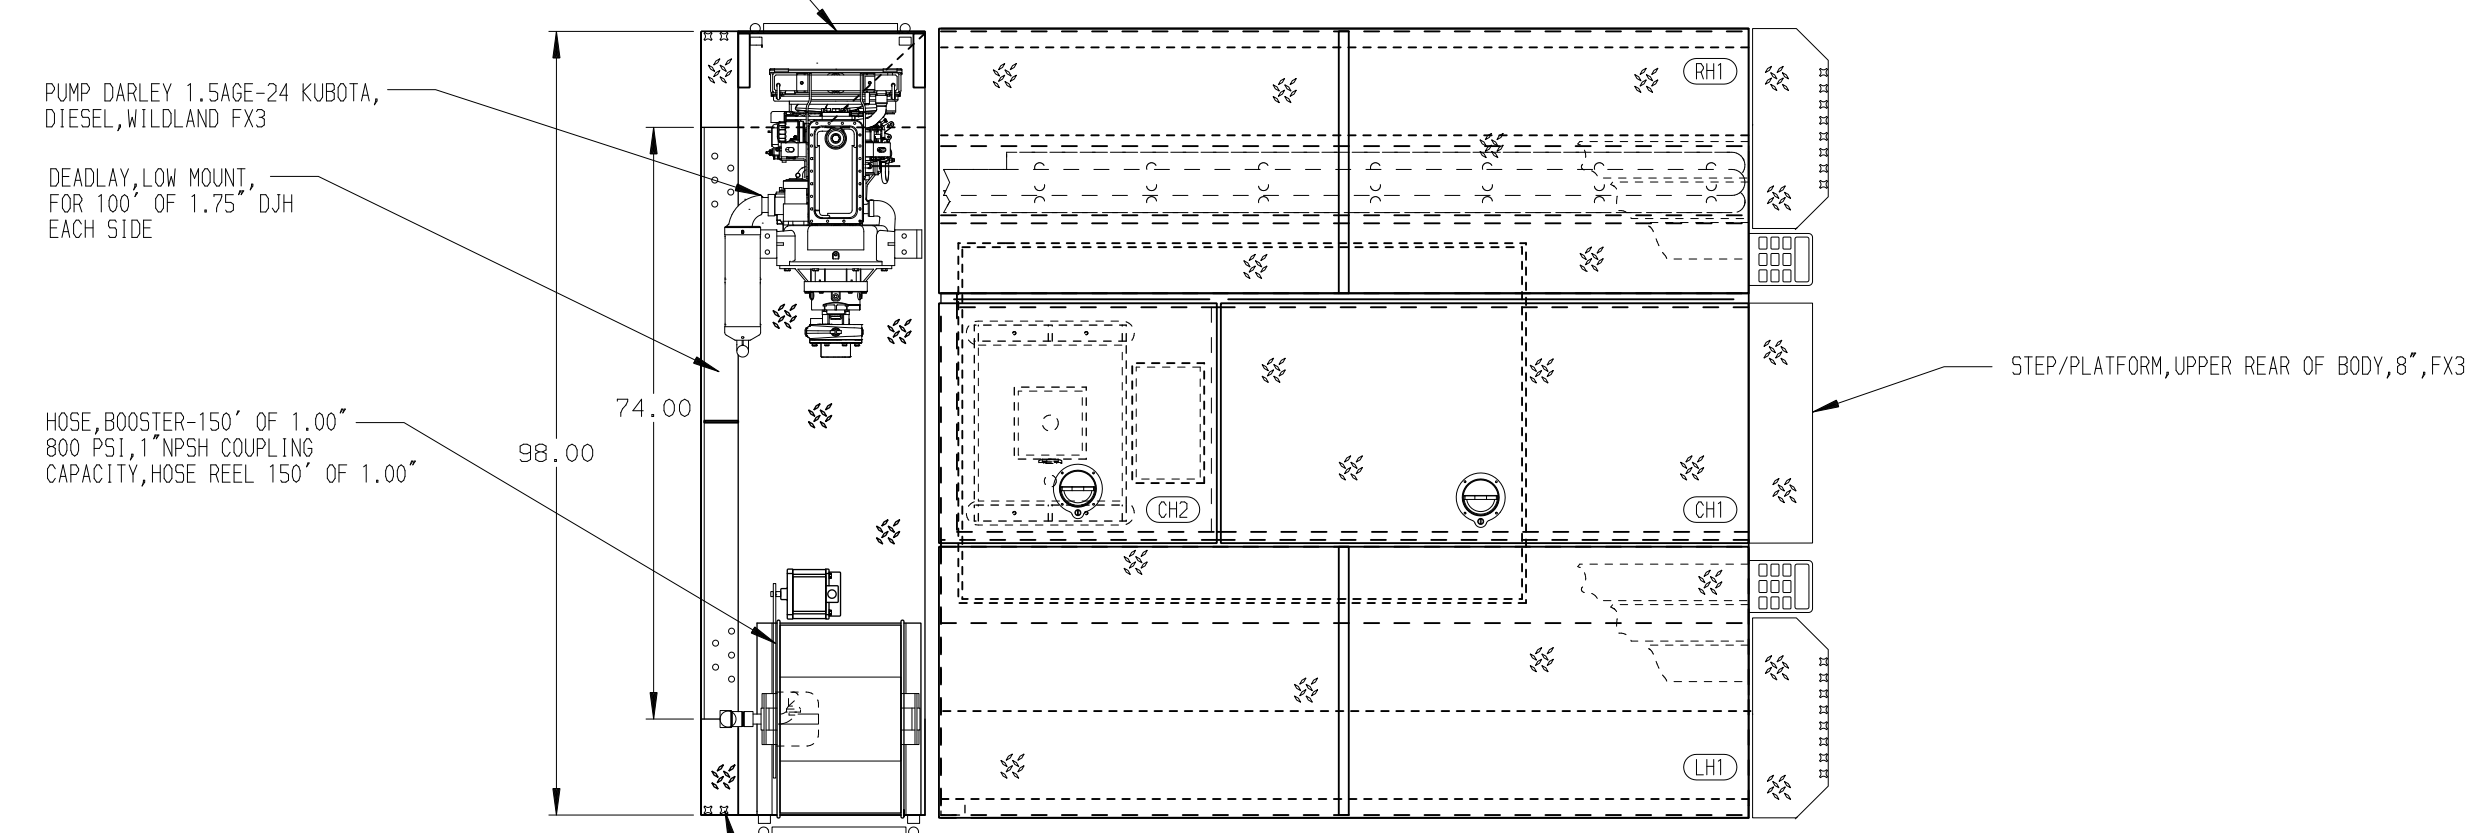 PUMP DARLEY 1.5AGE-24 KUBOTA,
DIESEL,WILDLAND FX3
DEADLAY,LOW MOUNT,
FOR 100' OF 1.75" DJH
EACH SIDE
HOSE,BOOSTER-150' OF 1.00"
800 PSI,1"NPSH COUPLING
CAPACITY,HOSE REEL 150' OF 1.00"
98.00
74.00
RH1
CH2
CH1
LH1
STEP/PLATFORM,UPPER REAR OF BODY,8",FX3